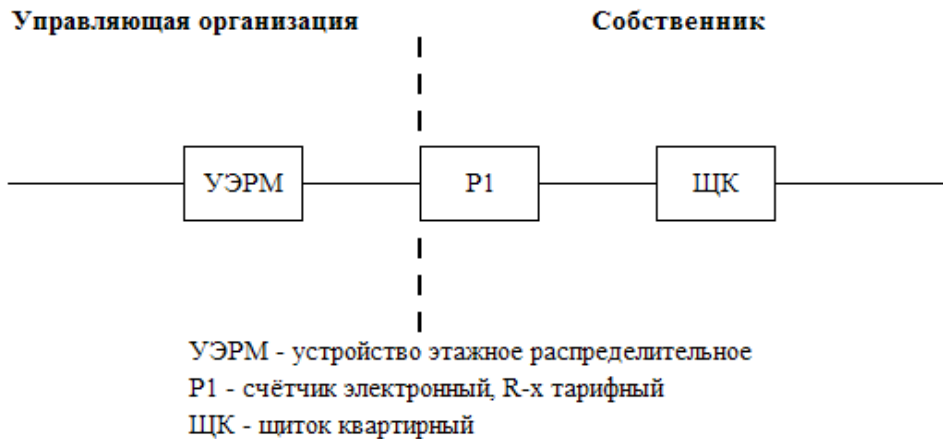 Управляющая организация
Собственник
УЭРМ
Р1
ЩК
УЭРМ - устройство этажное распределительное
Р1 - счётчик электронный, R-х тарифный
ЩК - щиток квартирный